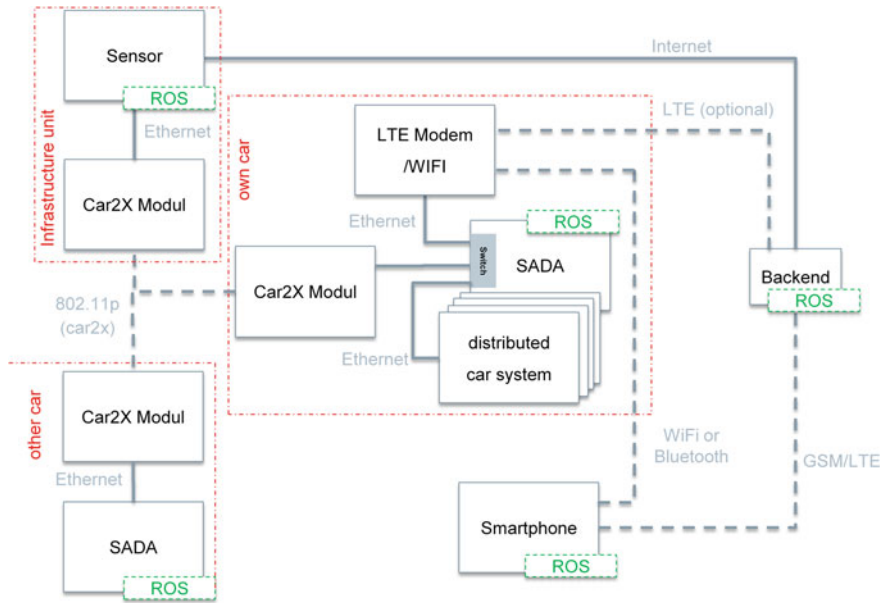 Sensor
ROS
Internet
Ethernet
Infrastructure unit
Car2X Modul
own car
LTE Modem
/WIFI
LTE (optional)
Ethernet
ROS
Switch
SADA
Car2X Modul
Backend
ROS
802.11p
(car2x)
Ethernet
distributed
car system
other car
Car2X Modul
WiFi or
Bluetooth
GSM/LTE
Ethernet
SADA
ROS
Smartphone
ROS